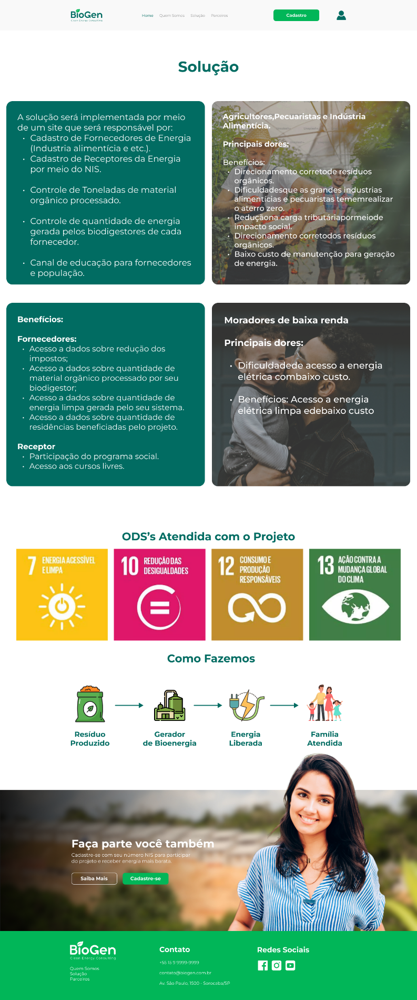 BioGen
Clean Energy Consulting
Home Quem Somos Solução Parceiros
Cadastro
Solução
A solução será implementada por meio
de um site que será responsável por:
• Cadastro de Fornecedores de Energia
(Industria alimentícia e etc.).
• Cadastro de Receptores da Energia
por meio do NIS.
• Controle de Toneladas de material
orgânico processado.
• Controle de quantidade de energia
gerada pelos biodigestores de cada
fornecedor.
• Canal de educação para fornecedores
e população.
Agricultores,Pecuaristas e Indústria
Alimentícia.
Principais dores:
Benefícios:
• Direcionamento corretode resíduos
orgânicos.
• Dificuldadesque as grandes industrias
alimentícias e pecuaristas tememrealizar
o aterro zero.
• Reduçãona carga tributáriapormeiode
impacto social.
• Direcionamento corretodos resíduos
orgânicos.
• Baixo custo de manutenção para geração
de energia.
Benefícios:
Fornecedores:
• Acesso a dados sobre redução dos
impostos;
• Acesso a dados sobre quantidade de
material orgânico processado por seu
biodigestor;
• Acesso a dados sobre quantidade de
energia limpa gerada pelo seu sistema.
• Acesso a dados sobre quantidade de
residências beneficiadas pelo projeto.
Receptor
• Participação do programa social.
• Acesso aos cursos livres.
Moradores de baixa renda
Principais dores:
• Dificuldadede acesso a energia
elétrica combaixo custo.
• Benefícios: Acesso a energia
elétrica limpa edebaixo custo
ODS’s Atendida com o Projeto
7 ENERGIA ACESSÍVEL
E LIMPA
10 REDUÇÃO DAS
DESIGUALDADES
12 CONSUMO E
PRODUÇÃO
RESPONSÁVEIS
13 AÇÃO CONTRA A
MUDANÇA GLOBAL
DO CLIMA
Como Fazemos
Resíduo
Produzido
Gerador
de Bioenergia
Energia
Liberada
Família
Atendida
Faça parte você também
Cadastre-se com seu número NIS para participar
do projeto e receber energia mais barata.
Saiba Mais
Cadastre-se
BioGen
Clean Energy Consulting
Quem Somos
Solução
Parceiros
Contato
+55 15 9 9999-9999
contato@biogen.com.br
Av. São Paulo, 1500 - Sorocaba/SP
Redes Sociais